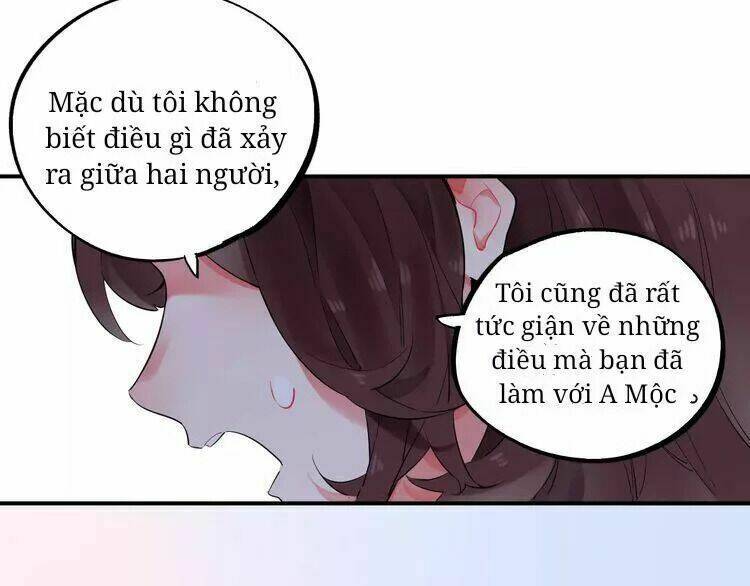 Mặc dù tôi không
biết điều gì đã xảy
ra giữa hai người,
Tôi cũng đã rất
tức giận về những
điều mà bạn đã
làm với A Mộc